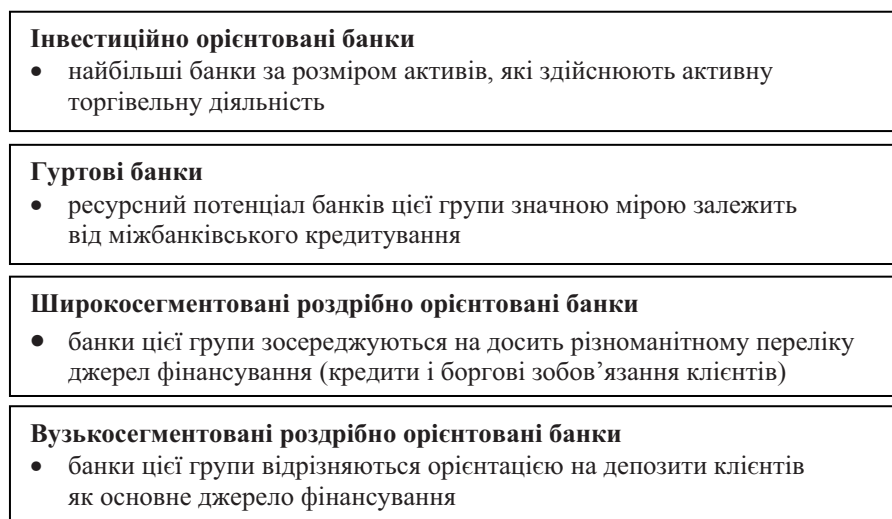 Інвестиційно орієнтовані банки
• найбільші банки за розміром активів, які здійснюють активну
торгівельну діяльність
Гуртові банки
• ресурсний потенціал банків цієї групи значною мірою залежить
від міжбанківського кредитування
Широкосегментовані роздрібно орієнтовані банки
• банки цієї групи зосереджуються на досить різноманітному переліку
джерел фінансування (кредити і боргові зобов’язання клієнтів)
Вузькосегментовані роздрібно орієнтовані банки
• банки цієї групи відрізняються орієнтацією на депозити клієнтів
як основне джерело фінансування